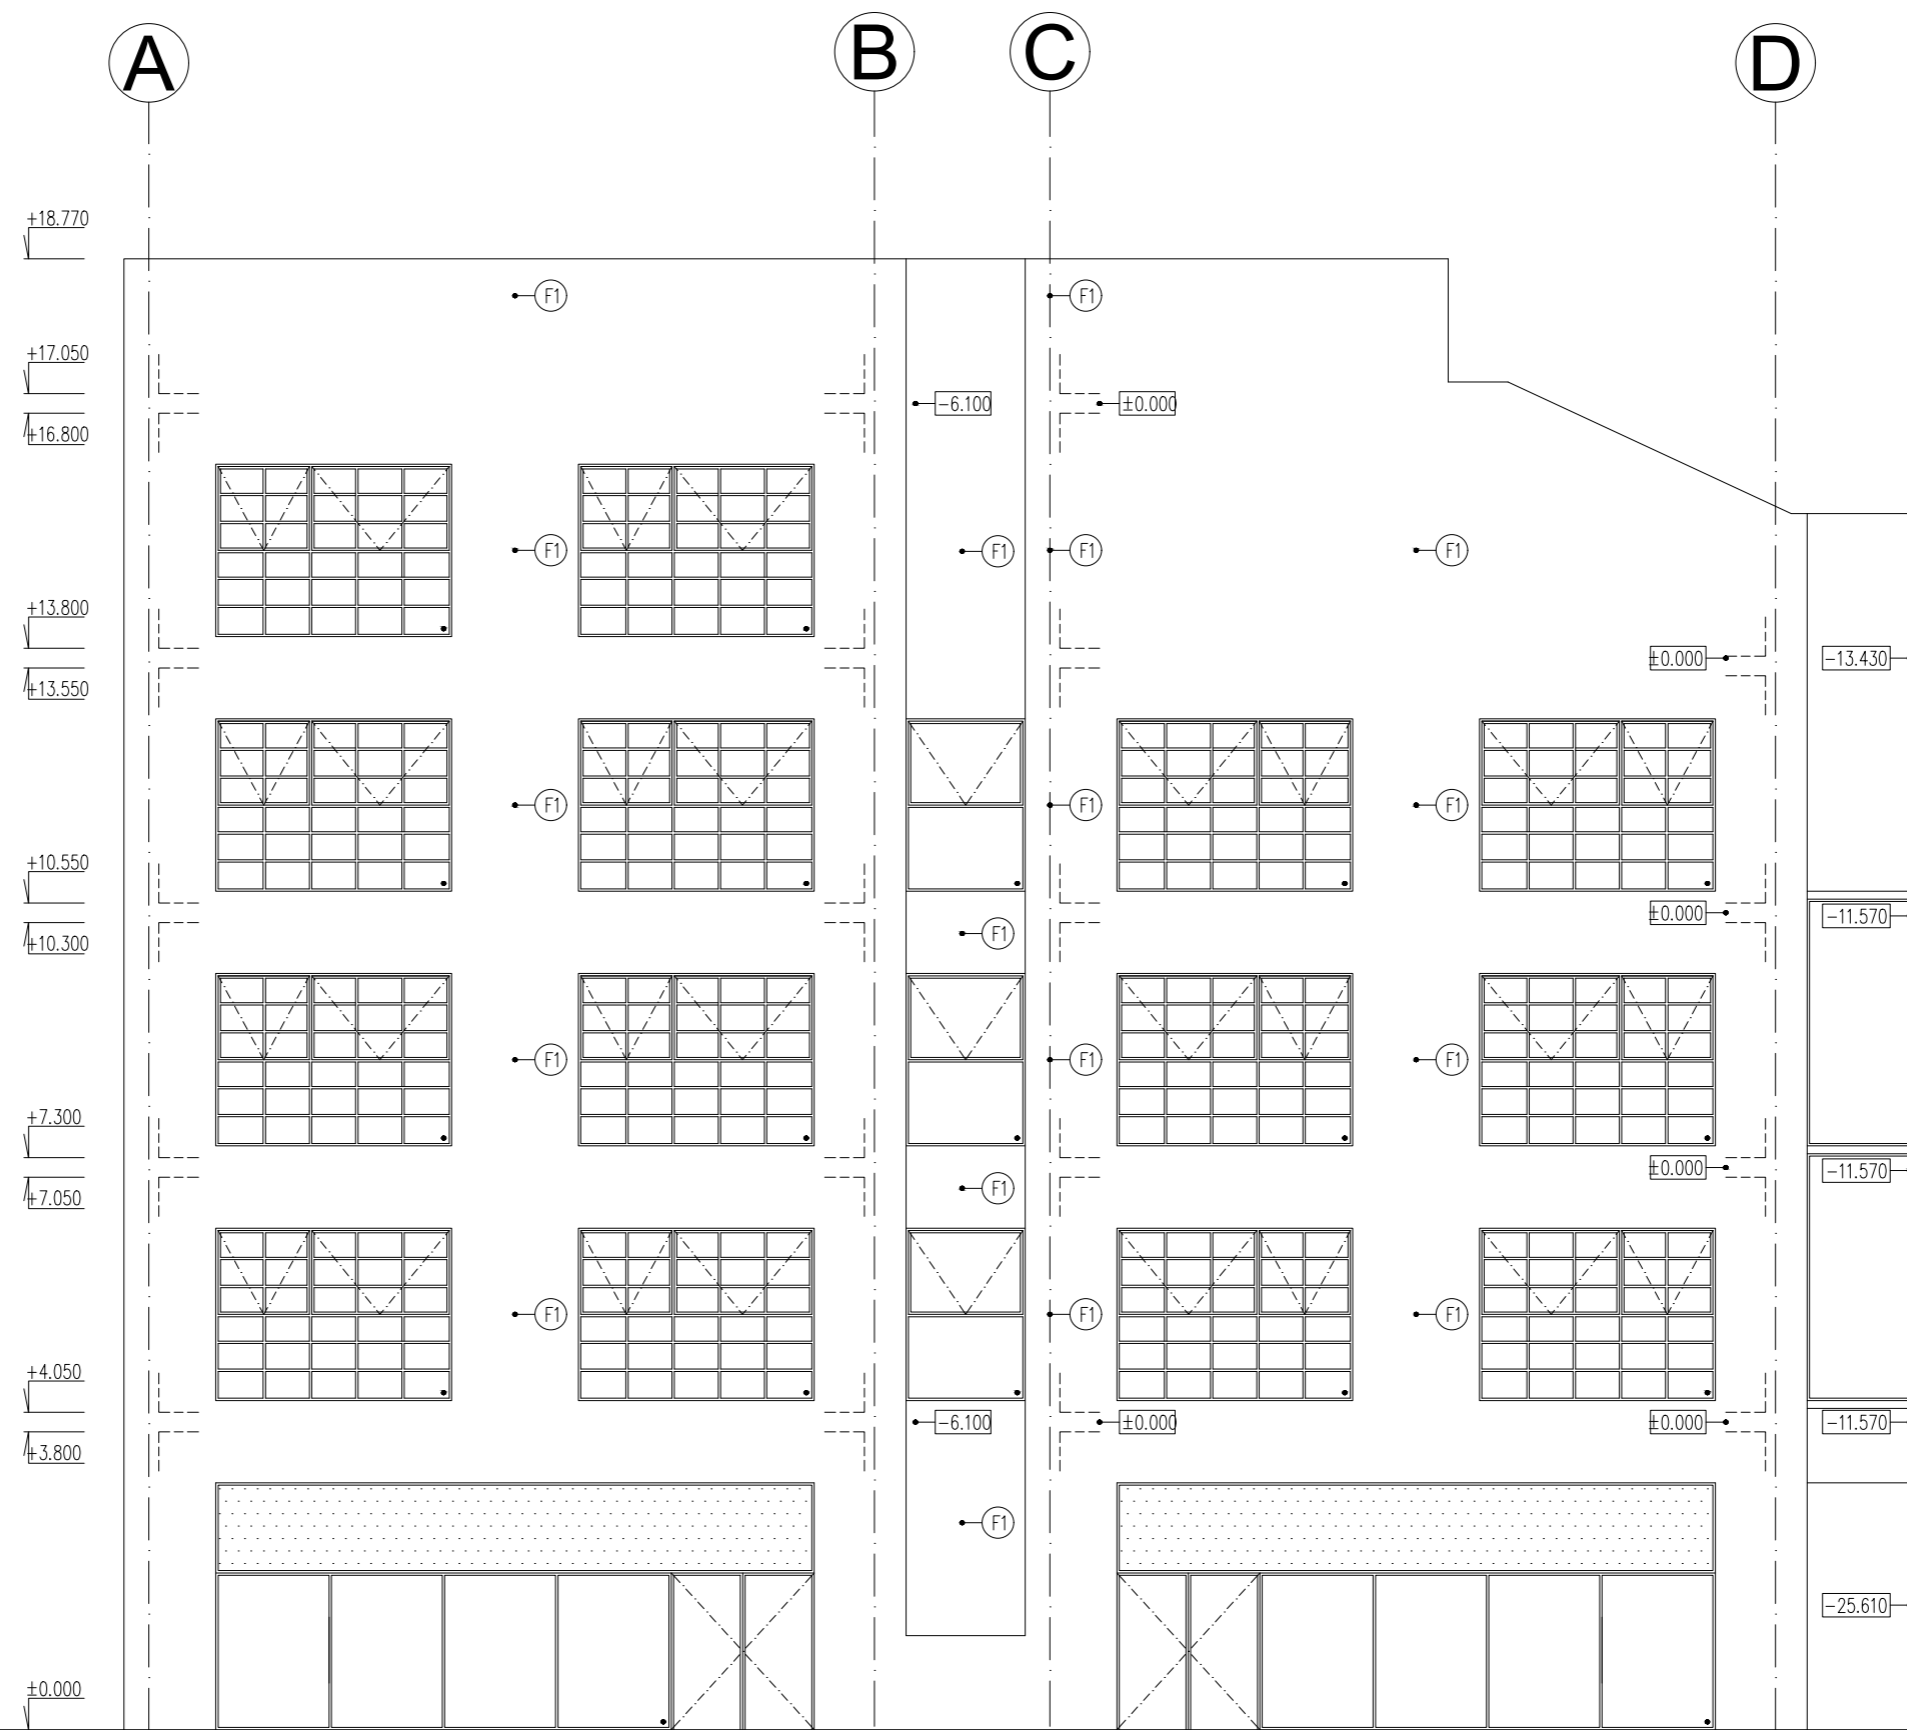 A B C D
+18.770
F1 F1
+17.050
-6.100 ±0.000
+16.800
F1 F1 F1 F1
+13.800
±0.000 -13.430
+13.550
F1 F1 F1
+10.550
±0.000 -11.570
F1
+10.300
F1 F1 F1
+7.300
±0.000 -11.570
F1
+7.050
F1 F1 F1
+4.050
-6.100 ±0.000 ±0.000 -11.570
+3.800
F1
-25.610
±0.000